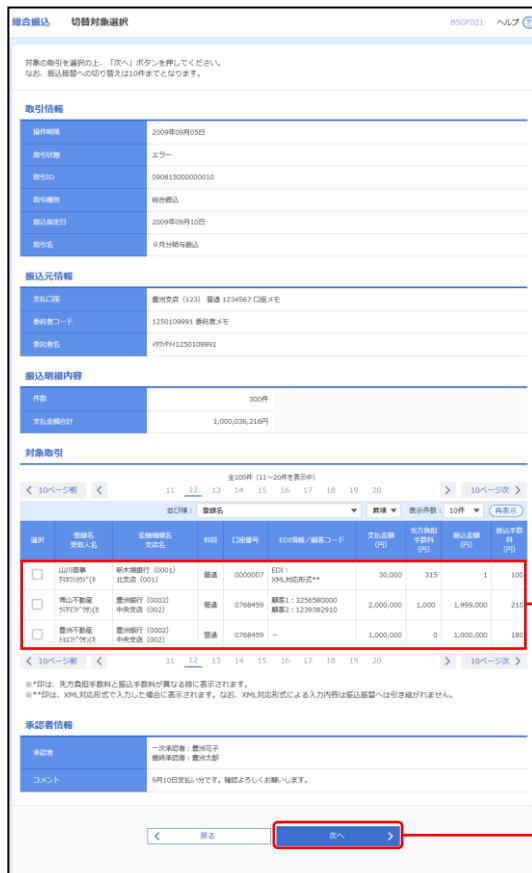 総合振込 切替対象選択 BSGF021 ヘルプ ?
対象の取引を選択の上、「次へ」ボタンを押してください。
なお、振込振替への切り替えは10件までとなります。
取引情報
操作期限 2009年09月05日
取引状態 エラー
取引ID 090815000000010
取引種別 総合振込
振込指定日 2009年09月10日
取引名 9月分給与振込
振込元情報
支払口座 豊洲支店（123） 普通 1234567 口座メモ
委託者コード 1250109991 委託者メモ
委託者名
振込明細内容
件数 300件
支払金額合計 1,000,036,216円
対象取引
全100件（11～20件を表示中）
10ページ前 11 12 13 14 15 16 17 18 19 20 10ページ次
並び順： 登録名 昇順 表示件数： 10件 再表示
選択 登録名 受取人名 金融機関名 支店名 科目 口座番号 EDI情報／顧客コード 支払金額（円） 先方負担手数料（円） 振込金額（円） 振込手数料（円）
山川商事 新木場銀行（0001） 普通 0000007 EDI： 30,000 315 1 100
北支店（001） XML対応形式**
海山不動産 豊洲銀行（0002） 普通 0768459 顧客1：3256580000 2,000,000 1,000 1,999,000 210
中央支店（002） 顧客2：1239382910
豊洲不動産 豊洲銀行（0002） 普通 0768459 － 1,000,000 0 1,000,000 180
中央支店（002）
10ページ前 11 12 13 14 15 16 17 18 19 20 10ページ次
※*印は、先方負担手数料と振込手数料が異なる時に表示されます。
※**印は、XML対応形式で入力した場合に表示されます。なお、XML対応形式による入力内容は振込振替へは引き継がれません。
承認者情報
承認者 一次承認者：豊洲花子
最終承認者：豊洲太郎
コメント 9月10日支払い分です。確認よろしくお願いします。
戻る 次へ